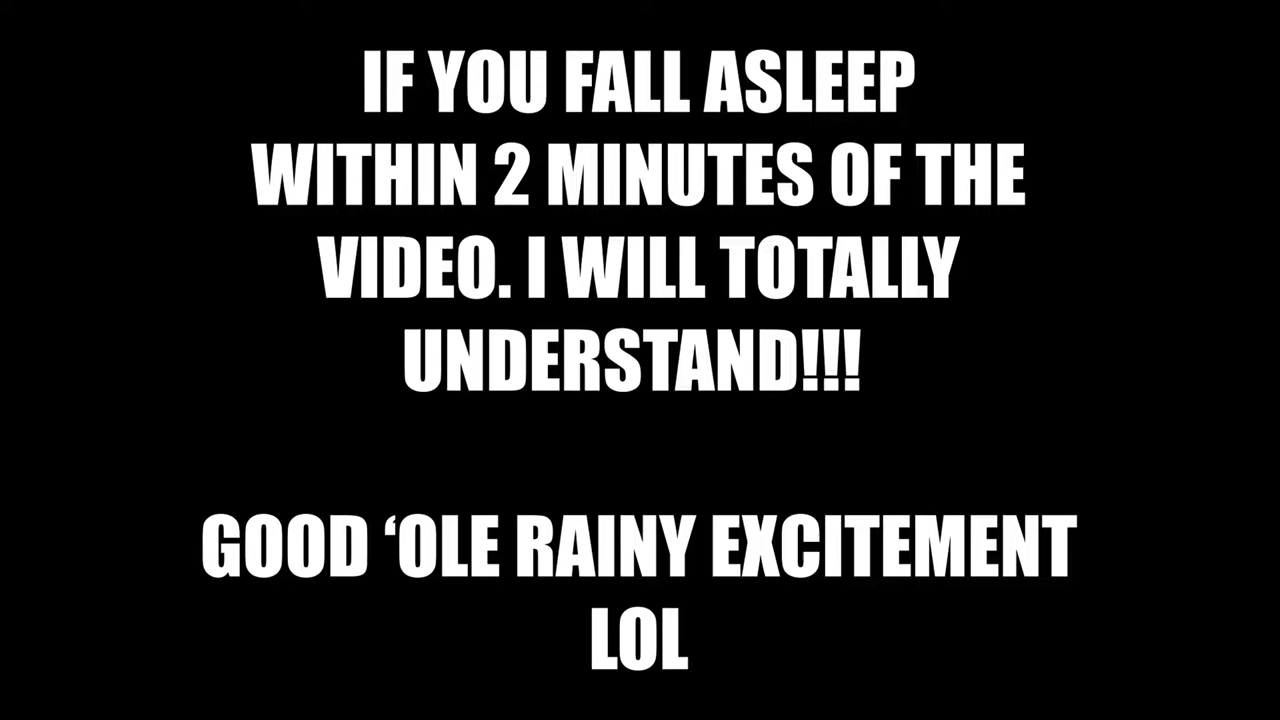 IF YOU FALL ASLEEP
WITHIN 2 MINUTES OF THE
VIDEO. I WILL TOTALLY
UNDERSTAND!!!
GOOD ‘OLE RAINY EXCITEMENT
LOL